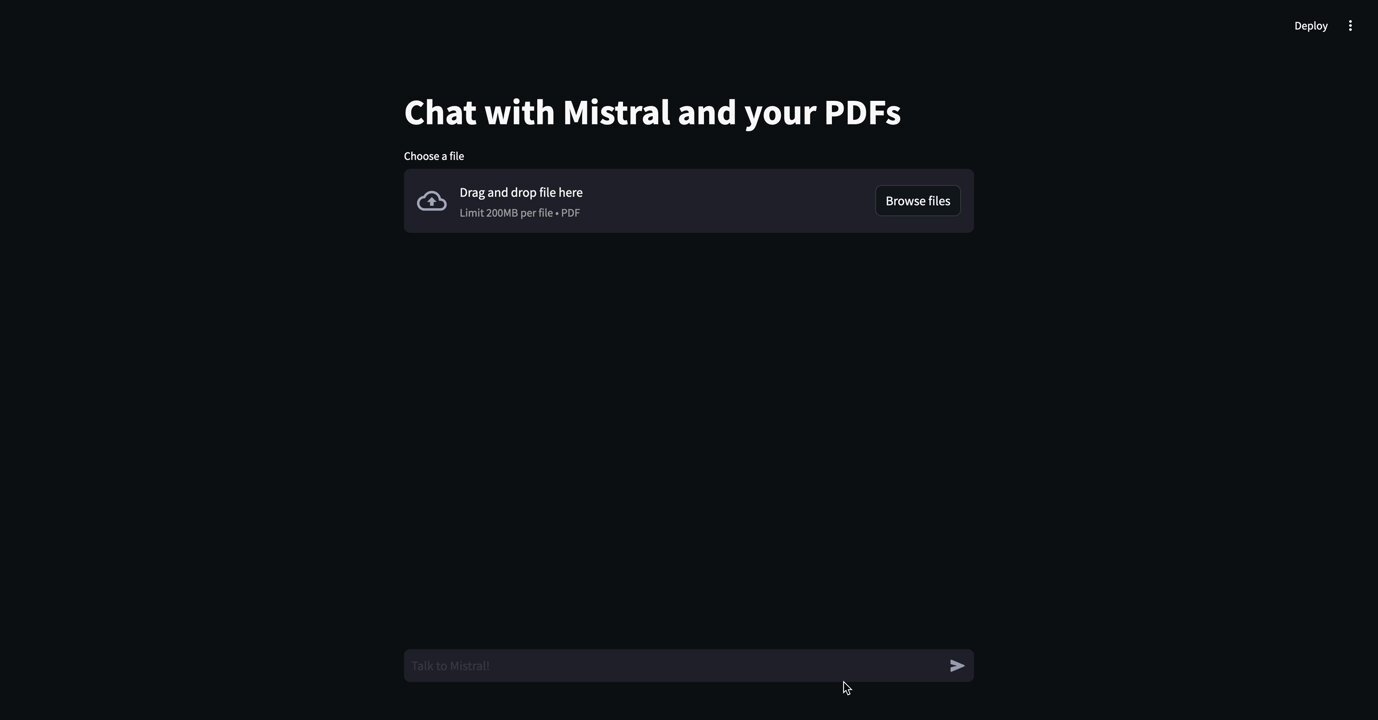 Deploy
Chat with Mistral and your PDFs
Choose a file
Drag and drop file here
Limit 200MB per file • PDF
Browse files
Talk to Mistral!